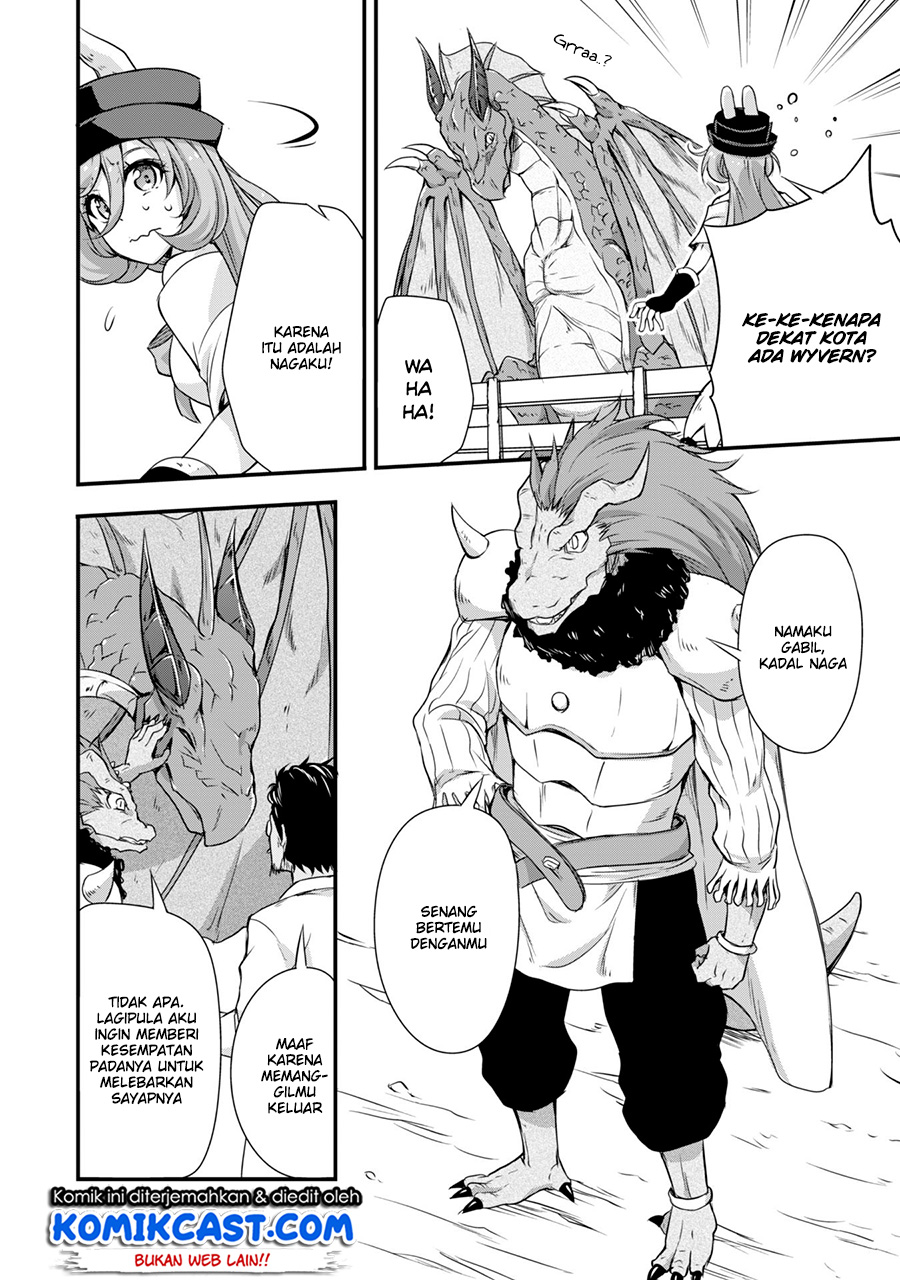 Grraa..?
KE-KE-KENAPA
DEKAT KOTA
ADA WYVERN?
WA
HA
HA!
KARENA
ITU ADALAH
NAGAKU!
NAMAKU
GABIL,
KADAL NAGA
SENANG
BERTEMU
DENGANMU
MAAF
KARENA
MEMANG-
GILMU
KELUAR
TIDAK APA.
LAGIPULA AKU
INGIN MEMBERI
KESEMPATAN
PADANYA UNTUK
MELEBARKAN
SAYAPNYA
Komik ini diterjemahkan & diedit oleh
KOMIKCAST.COM
BUKAN WEB LAIN!!